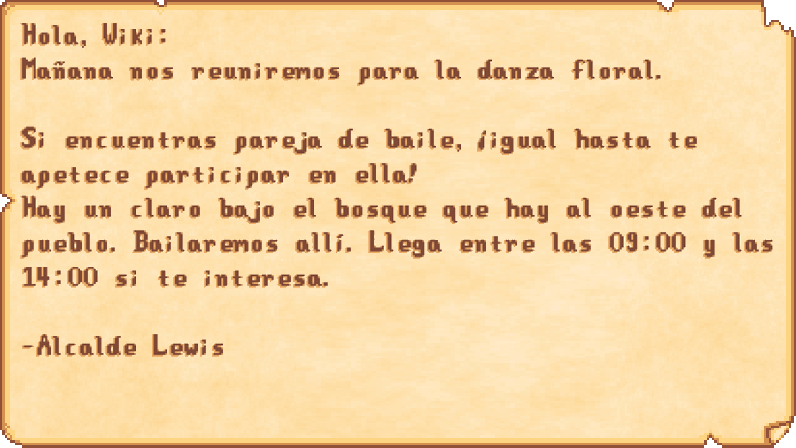 Hola, Wiki:
Mañana nos reuniremos para la danza floral.
Si encuentras pareja de baile, ¡igual hasta te
apetece participar en ella!
Hay un claro bajo el bosque que hay al oeste del
pueblo. Bailaremos allí. Llega entre las 09:00 y las
14:00 si te interesa.
-Alcalde Lewis